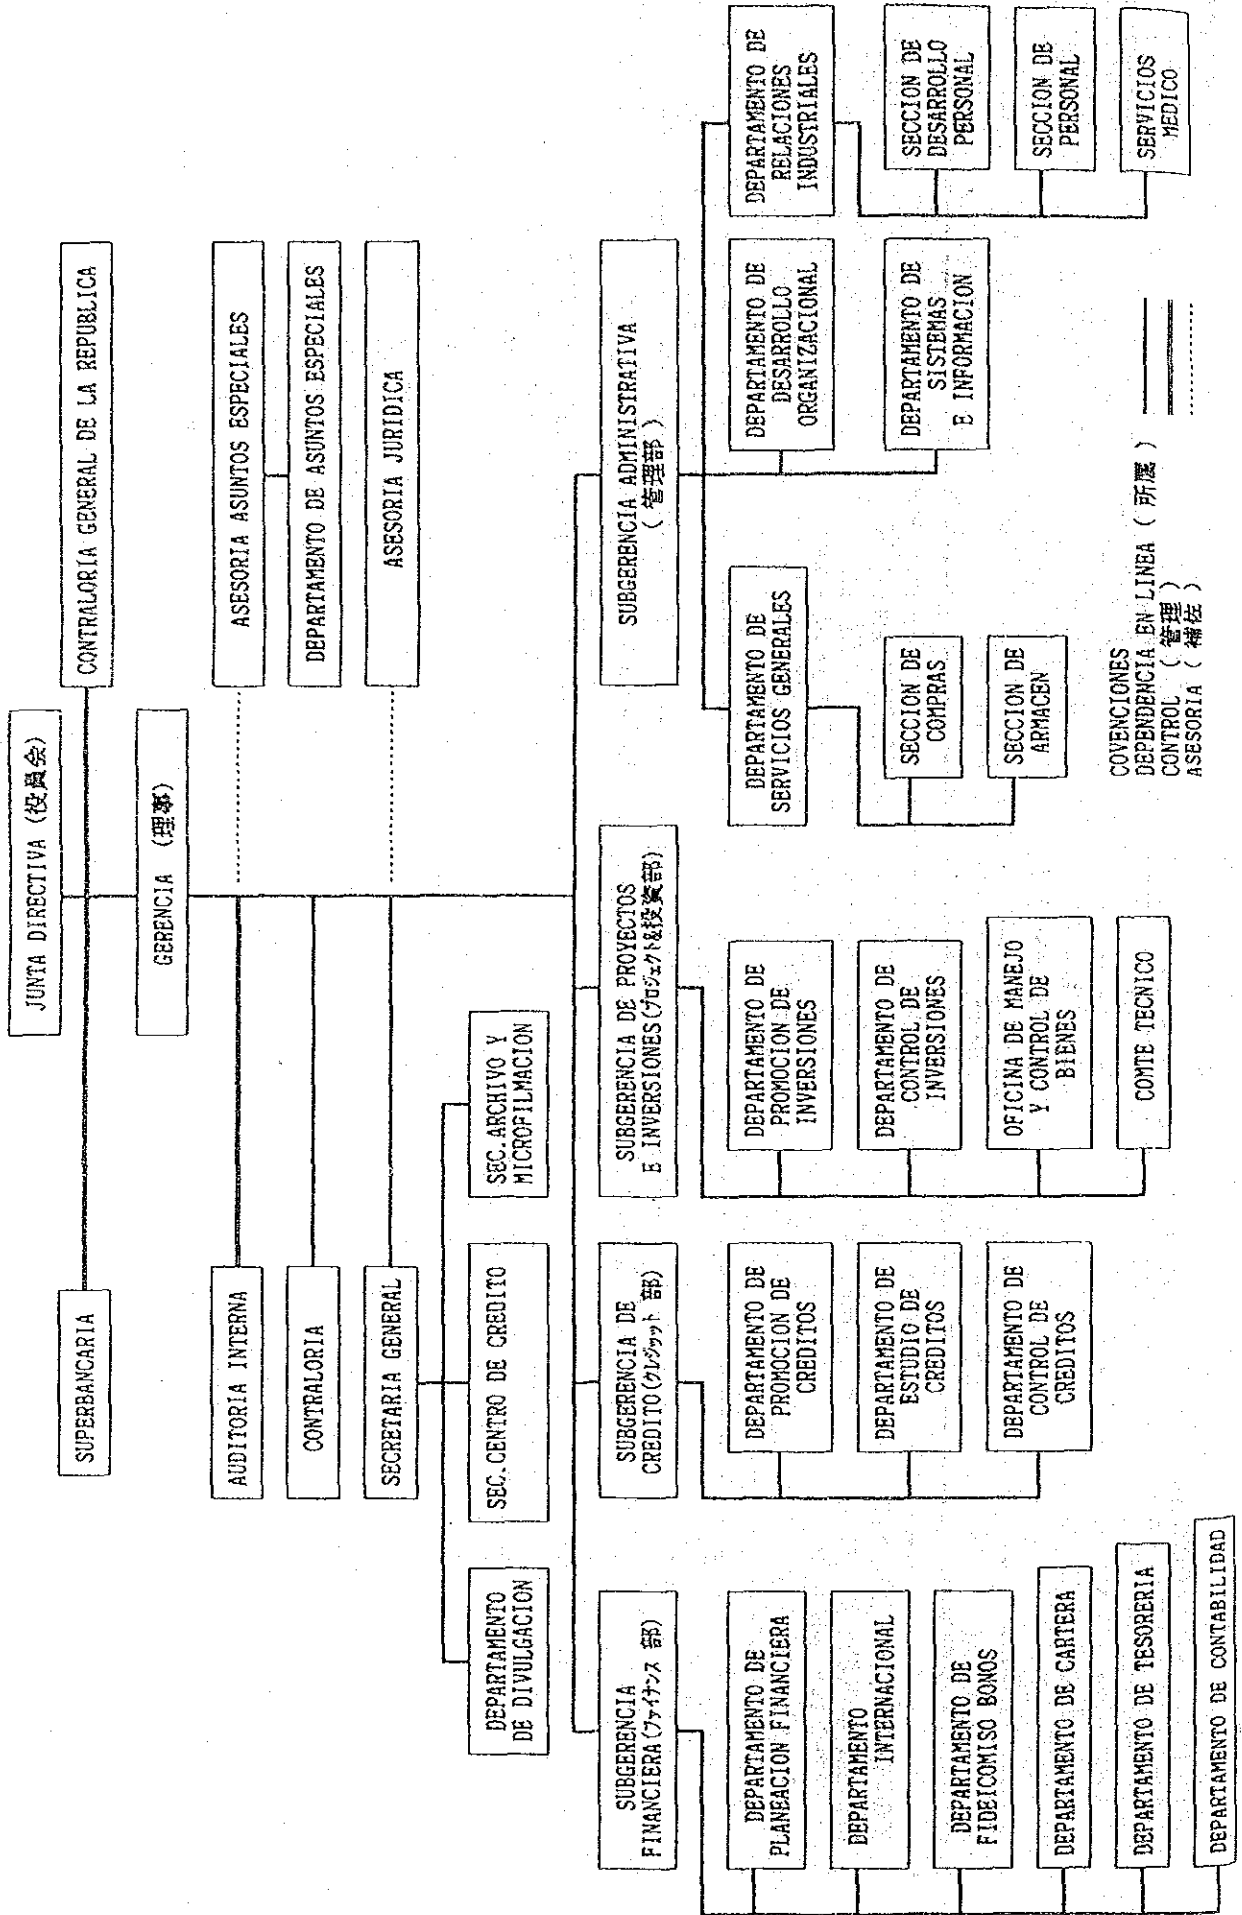 JUNTA DIRECTIVA (役員会)
SUPERBANCARIA
CONTRALORIA GENERAL DE LA REPUBLICA
GERENCIA (理事)
AUDITORIA INTERNA
ASESORIA ASUNTOS ESPECIALES
CONTRALORIA
DEPARTAMENTO DE ASUNTOS ESPECIALES
SECRETARIA GENERAL
ASESORIA JURIDICA
DEPARTAMENTO
DE DIVULGACION
SEC.CENTRO DE CREDITO
SEC.ARCHIVO Y
MICROFILMACION
SUBGERENCIA
FINANCIERA(ファイナンス 部)
SUBGERENCIA DE
CREDITO(クレジット 部)
SUBGERENCIA DE PROYECTOS
E INVERSIONES(プロジェクト&投資部)
SUBGERENCIA ADMINISTRATIVA
( 管理部 )
DEPARTAMENTO DE
PLANEACION FINANCIERA
DEPARTAMENTO
INTERNACIONAL
DEPARTAMENTO DE
FIDEICOMISO BONOS
DEPARTAMENTO DE CARTERA
DEPARTAMENTO DE TESORERIA
DEPARTAMENTO DE CONTABILIDAD
DEPARTAMENTO DE
PROMOCION DE
CREDITOS
DEPARTAMENTO DE
ESTUDIO DE
CREDITOS
DEPARTAMENTO DE
CONTROL DE
CREDITOS
DEPARTAMENTO DE
PROMOCION DE
INVERSIONES
DEPARTAMENTO DE
CONTROL DE
INVERSIONES
OFICINA DE MANEJO
Y CONTROL DE
BIENES
COMTE TECNICO
DEPARTAMENTO DE
SERVICIOS GENERALES
SECCION DE
COMPRAS
SECCION DE
ARMACEN
DEPARTAMENTO DE
DESARROLLO
ORGANIZACIONAL
DEPARTAMENTO DE
SISTEMAS
E INFORMACION
DEPARTAMENTO DE
RELACIONES
INDUSTRIALES
SECCION DE
DESARROLLO
PERSONAL
SECCION DE
PERSONAL
SERVICIOS
MEDICO
COVENCIONES
DEPENDENCIA EN LINEA ( 所属 )
CONTROL ( 管理 )
ASESORIA ( 補佐 )